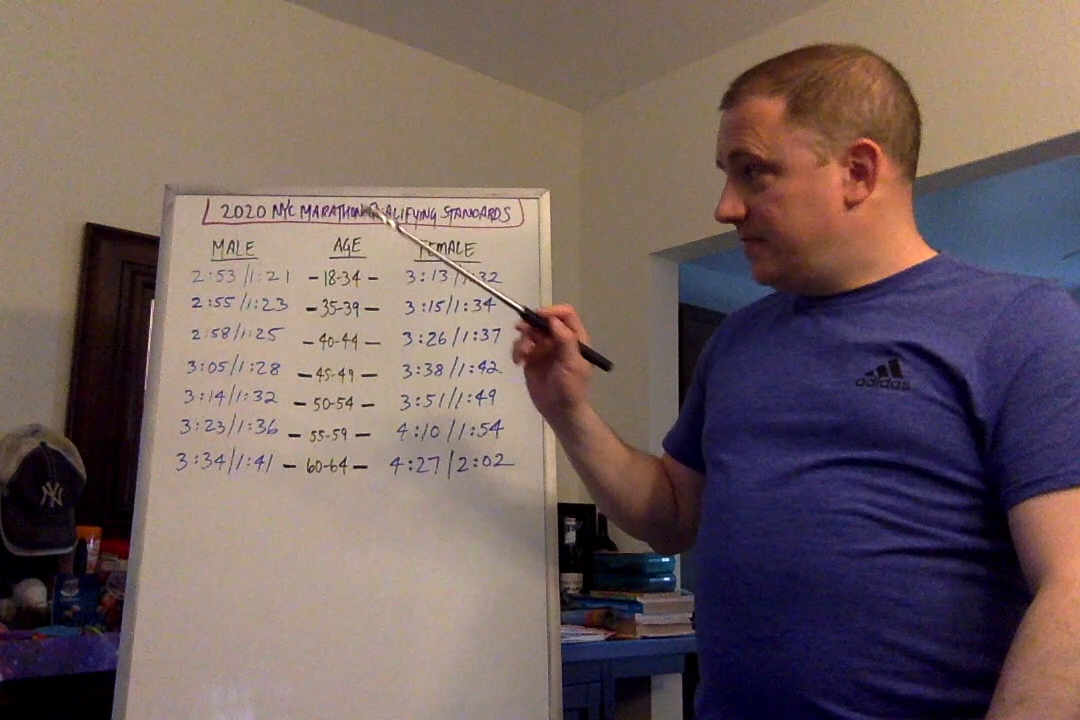 2020 NYC MARATHON QUALIFYING STANDARDS
MALE AGE FEMALE
2:53/1:21 - 18-34 - 3:13/1:32
2:55/1:23 - 35-39 - 3:15/1:34
2:58/1:25 - 40-44 - 3:26/1:37
3:05/1:28 - 45-49 - 3:38/1:42
3:14/1:32 - 50-54 - 3:51/1:49
3:23/1:36 - 55-59 - 4:10/1:54
3:34/1:41 - 60-64 - 4:27/2:02
adidas
NY